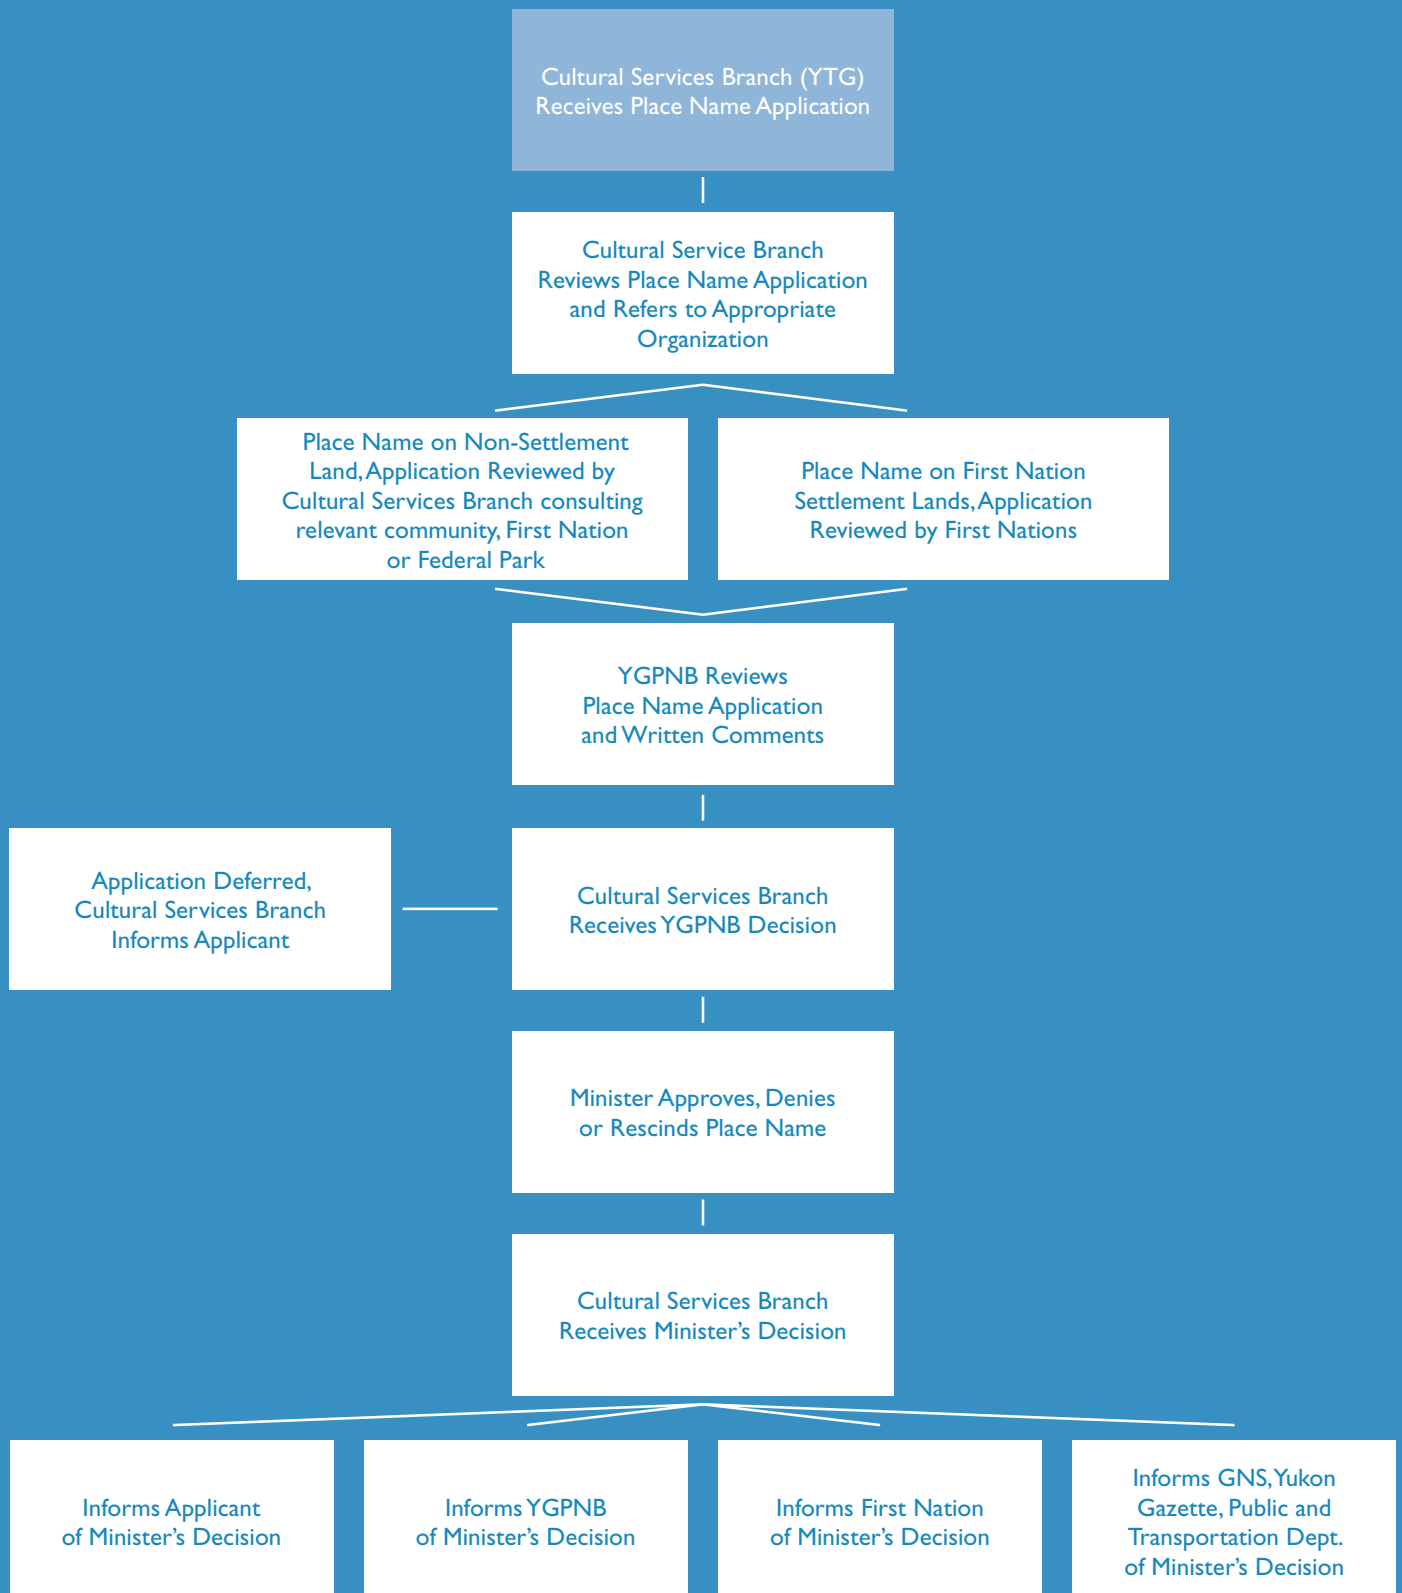 Cultural Services Branch (YTG)
Receives Place Name Application
Cultural Service Branch
Reviews Place Name Application
and Refers to Appropriate
Organization
Place Name on Non-Settlement
Land, Application Reviewed by
Cultural Services Branch consulting
relevant community, First Nation
or Federal Park
Place Name on First Nation
Settlement Lands, Application
Reviewed by First Nations
YGPNB Reviews
Place Name Application
and Written Comments
Application Deferred,
Cultural Services Branch
Informs Applicant
Cultural Services Branch
Receives YGPNB Decision
Minister Approves, Denies
or Rescinds Place Name
Cultural Services Branch
Receives Minister’s Decision
Informs Applicant
of Minister’s Decision
Informs YGPNB
of Minister’s Decision
Informs First Nation
of Minister’s Decision
Informs GNS, Yukon
Gazette, Public and
Transportation Dept.
of Minister’s Decision